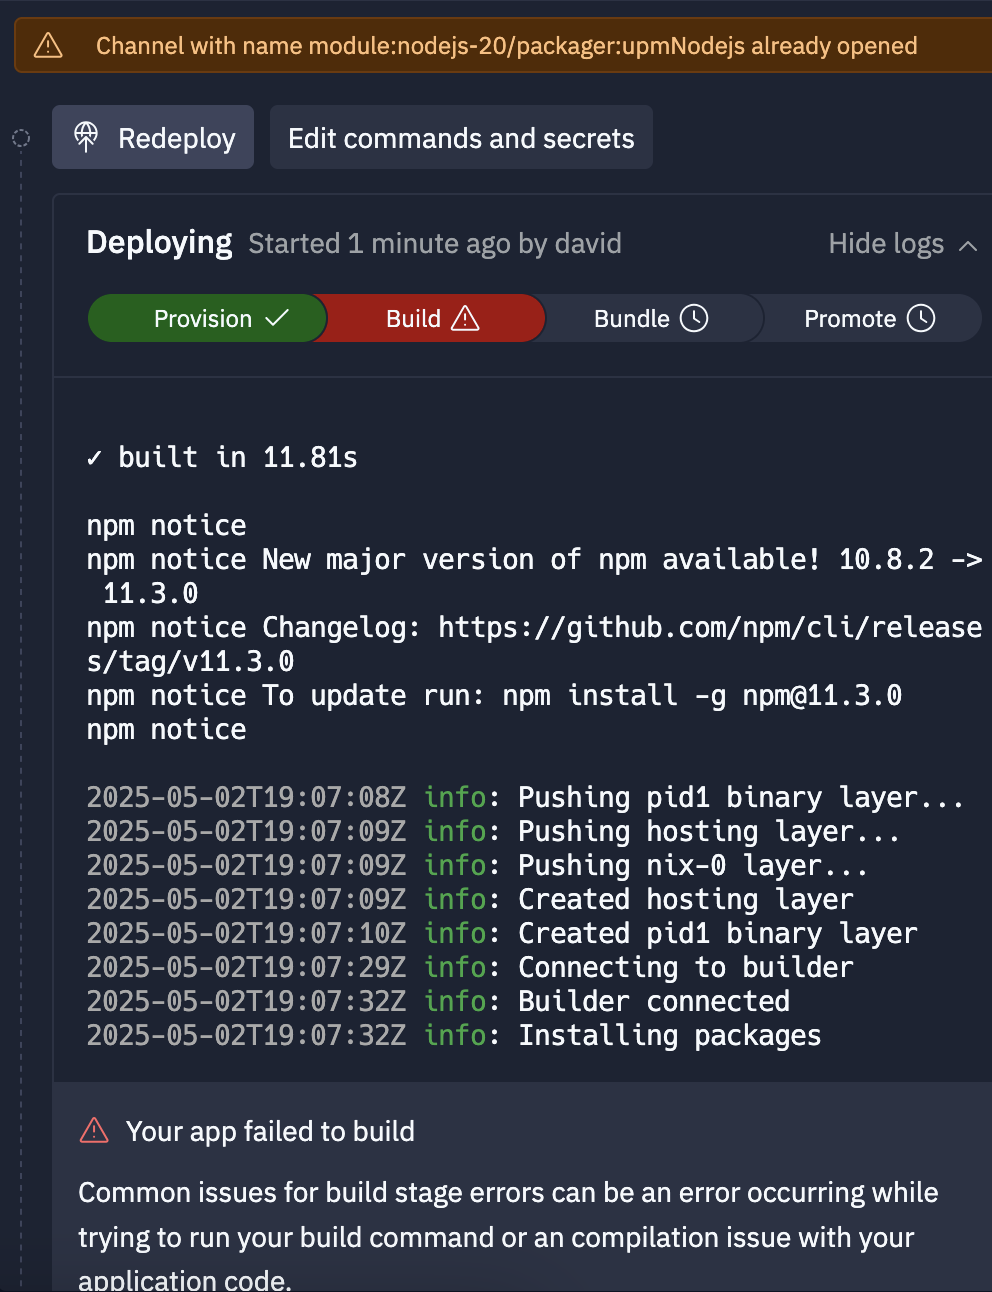 Channel with name module:nodejs-20/packager:upmNodejs already opened
Redeploy Edit commands and secrets
Deploying Started 1 minute ago by david Hide logs
Provision Build Bundle Promote
✓ built in 11.81s
npm notice
npm notice New major version of npm available! 10.8.2 ->
11.3.0
npm notice Changelog: https://github.com/npm/cli/release
s/tag/v11.3.0
npm notice To update run: npm install -g npm@11.3.0
npm notice
2025-05-02T19:07:08Z info: Pushing pid1 binary layer...
2025-05-02T19:07:09Z info: Pushing hosting layer...
2025-05-02T19:07:09Z info: Pushing nix-0 layer...
2025-05-02T19:07:09Z info: Created hosting layer
2025-05-02T19:07:10Z info: Created pid1 binary layer
2025-05-02T19:07:29Z info: Connecting to builder
2025-05-02T19:07:32Z info: Builder connected
2025-05-02T19:07:32Z info: Installing packages
Your app failed to build
Common issues for build stage errors can be an error occurring while
trying to run your build command or an compilation issue with your
application code.